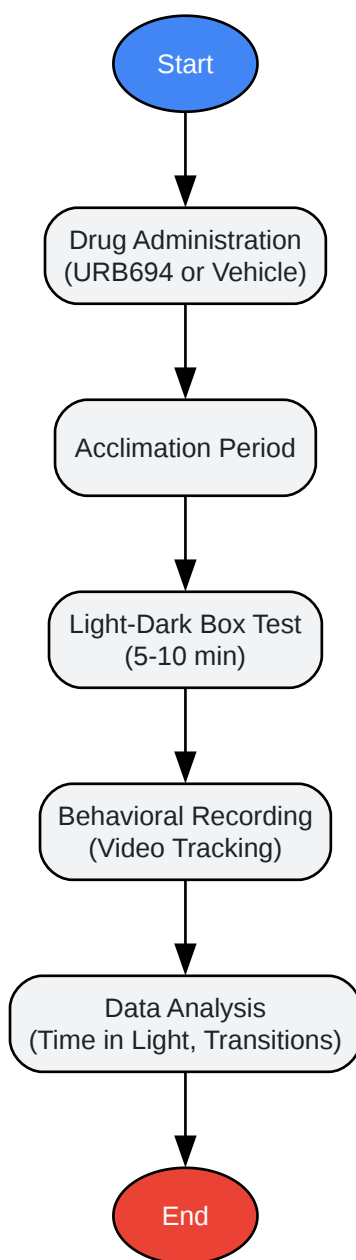 Start
Drug Administration
(URB694 or Vehicle)
Acclimation Period
Light-Dark Box Test
(5-10 min)
Behavioral Recording
(Video Tracking)
Data Analysis
(Time in Light, Transitions)
End